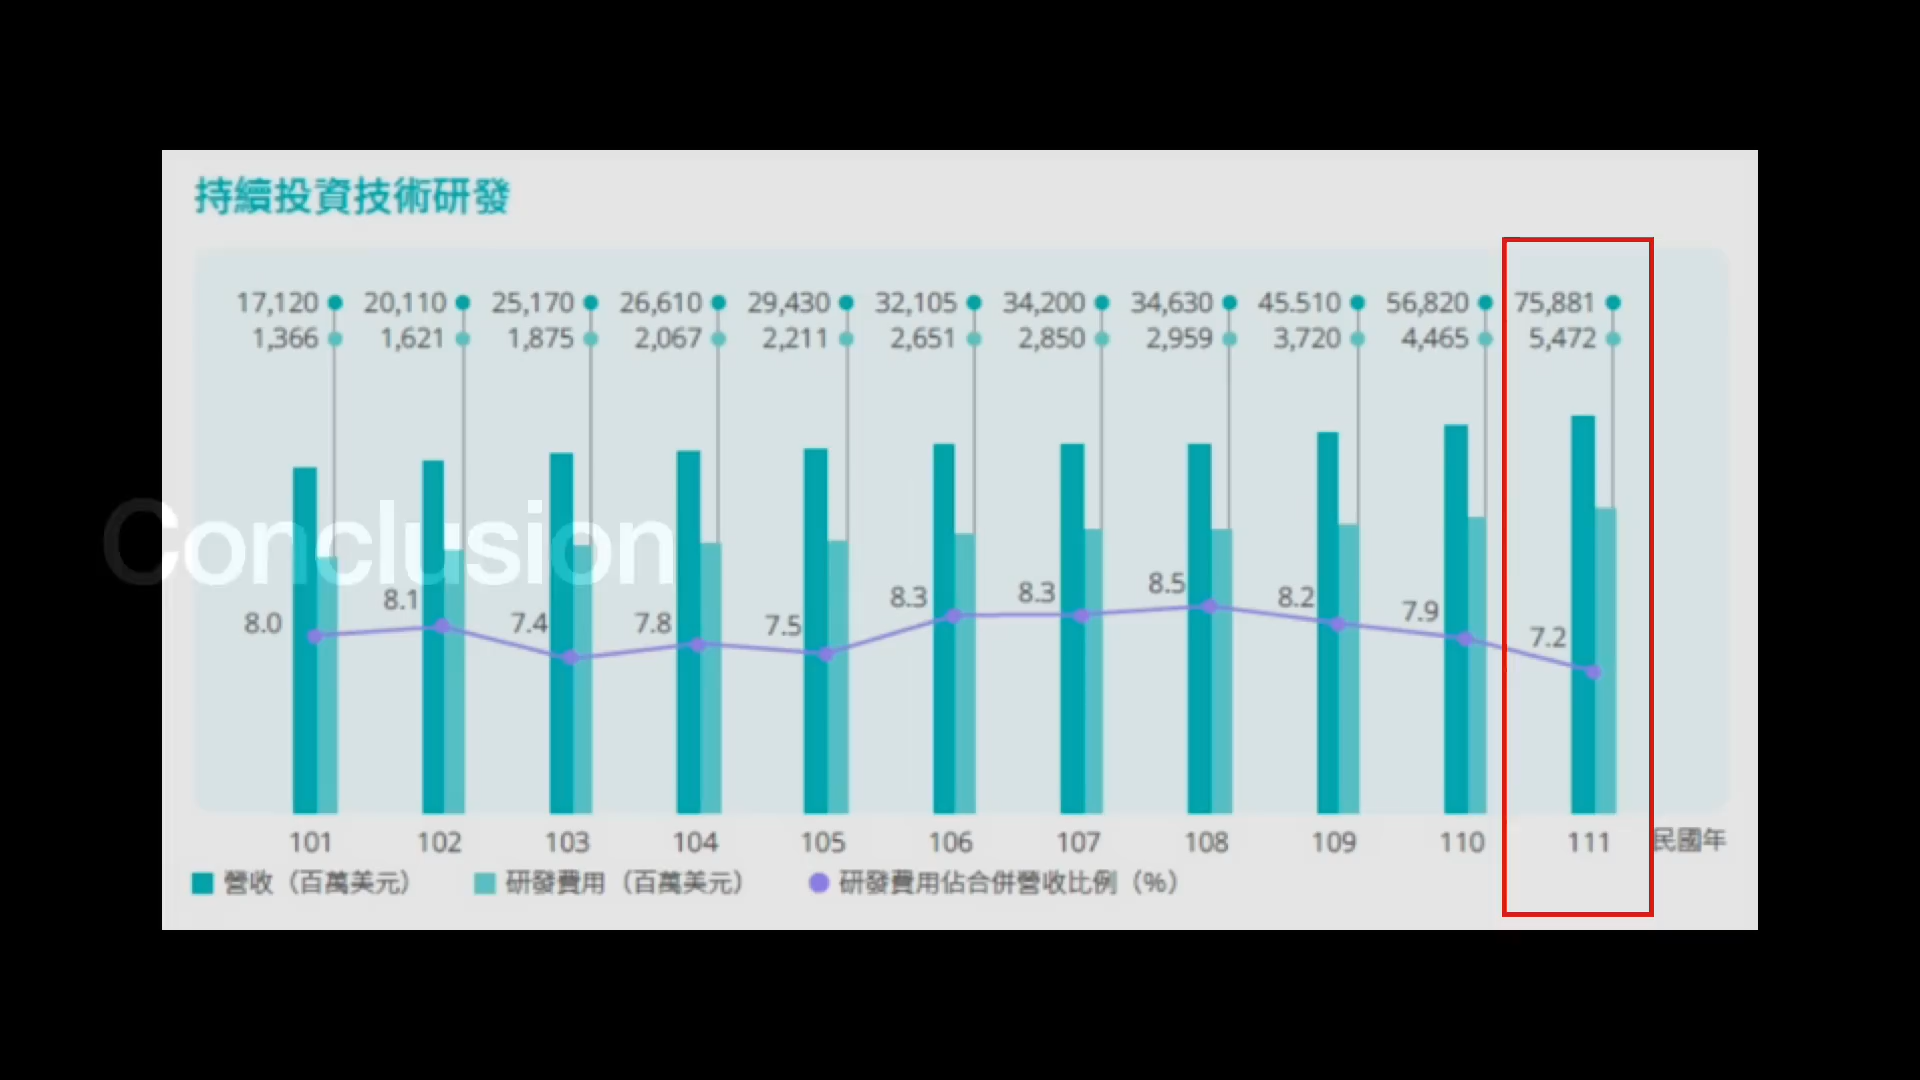 持續投資技術研發
17,120 20,110 25,170 26,610 29,430 32,105 34,200 34,630 45.510 56,820 75,881
1,366 1,621 1,875 2,067 2,211 2,651 2,850 2,959 3,720 4,465 5,472
Conclusion
8.0 8.1 7.4 7.8 7.5 8.3 8.3 8.5 8.2 7.9 7.2
101 102 103 104 105 106 107 108 109 110 111 民國年
營收（百萬美元） 研發費用（百萬美元） 研發費用佔合併營收比例（%）